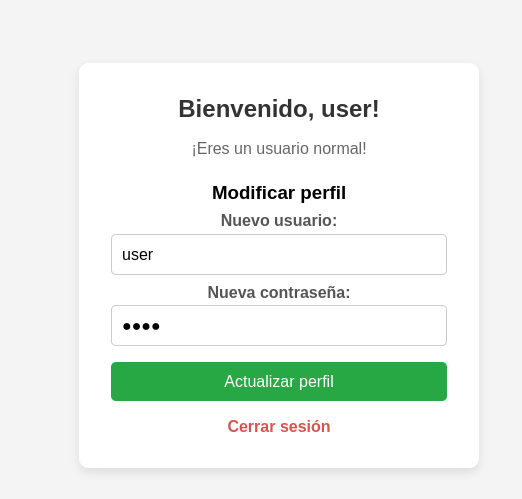 Bienvenido, user!
¡Eres un usuario normal!
Modificar perfil
Nuevo usuario:
user
Nueva contraseña:
●●●●
Actualizar perfil
Cerrar sesión